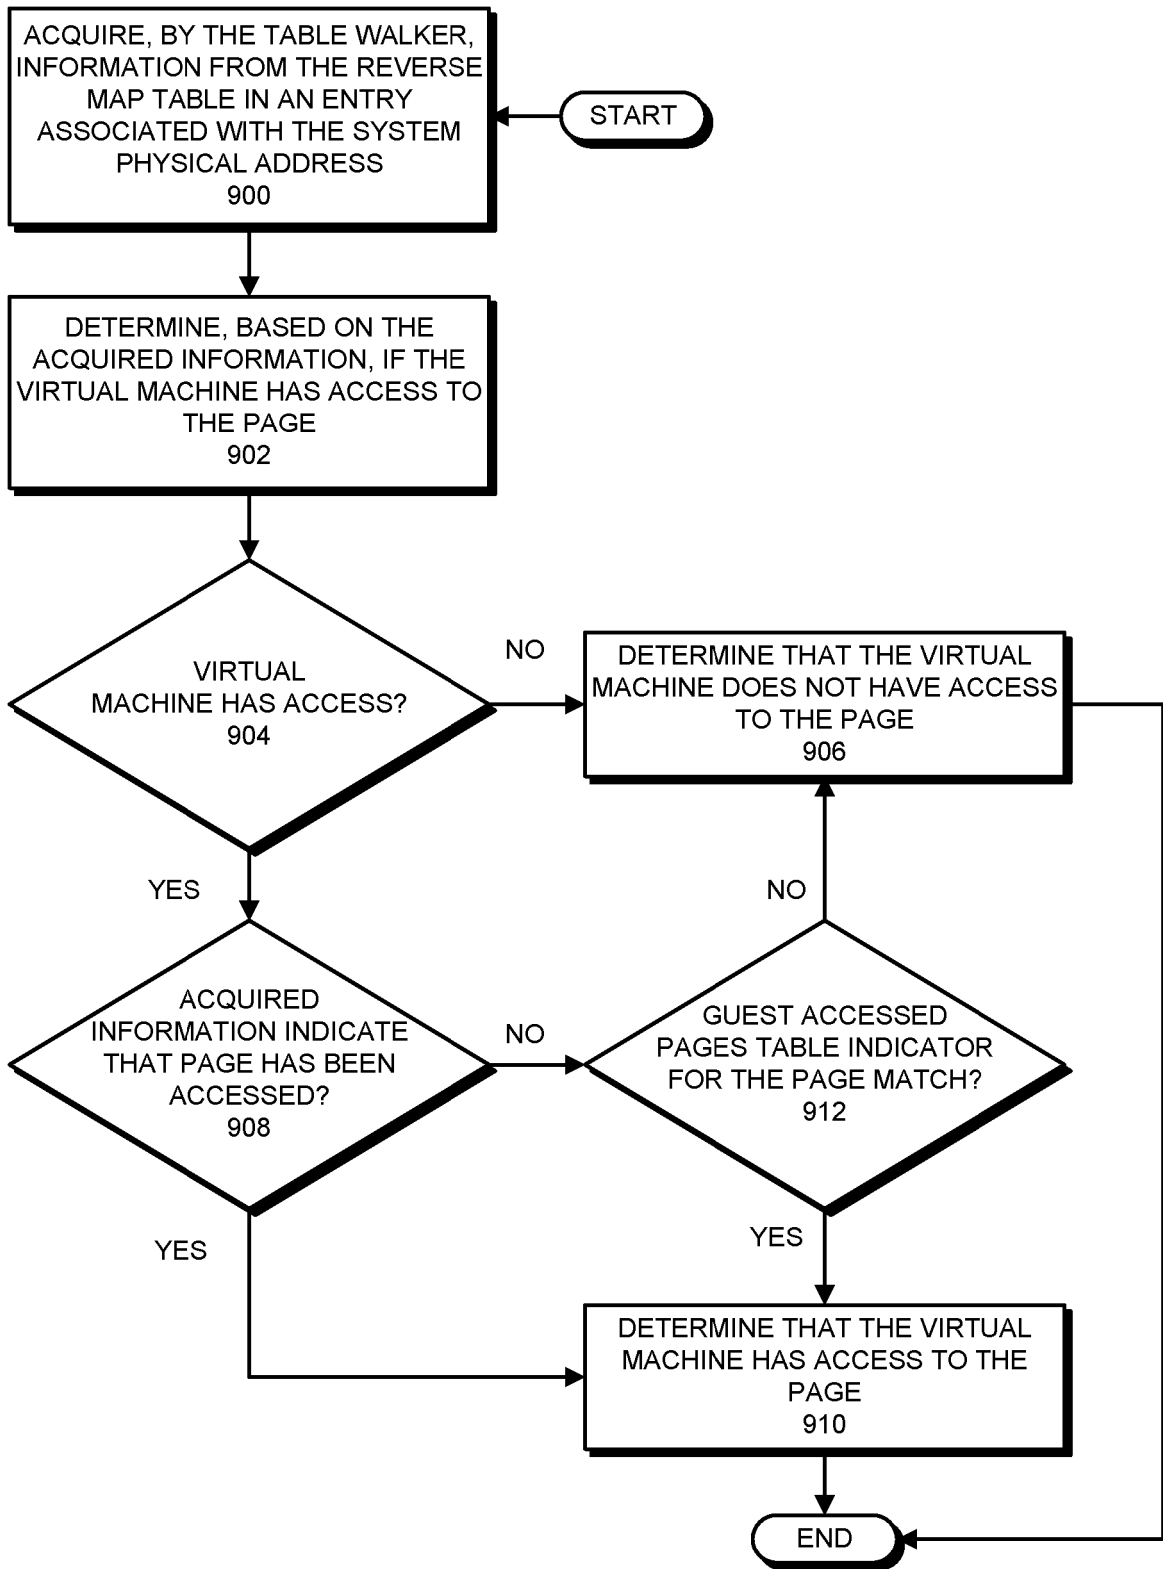 ACQUIRE, BY THE TABLE WALKER,
INFORMATION FROM THE REVERSE
MAP TABLE IN AN ENTRY
ASSOCIATED WITH THE SYSTEM
PHYSICAL ADDRESS
900
START
DETERMINE, BASED ON THE
ACQUIRED INFORMATION, IF THE
VIRTUAL MACHINE HAS ACCESS TO
THE PAGE
902
VIRTUAL
MACHINE HAS ACCESS?
904
NO
DETERMINE THAT THE VIRTUAL
MACHINE DOES NOT HAVE ACCESS
TO THE PAGE
906
YES
NO
ACQUIRED
INFORMATION INDICATE
THAT PAGE HAS BEEN
ACCESSED?
908
NO
GUEST ACCESSED
PAGES TABLE INDICATOR
FOR THE PAGE MATCH?
912
YES
YES
DETERMINE THAT THE VIRTUAL
MACHINE HAS ACCESS TO THE
PAGE
910
END